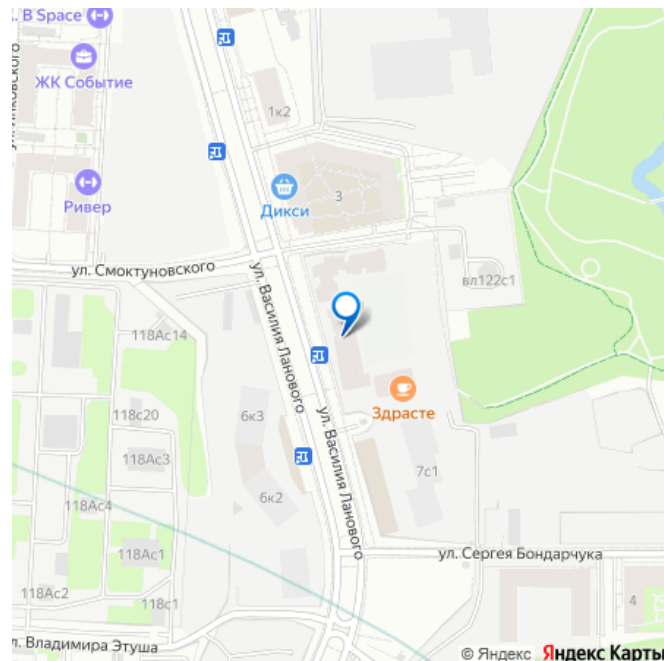 к. B Space
ЖК Событие
1к2
Ривер
Дикси
3
ул. Смоктуновского
ул. Василия Ланового
вл122с1
118Ас14
118с20
6к3
Здрасте
ул. Василия Ланового
118Ас3
7с1
6к2
118Ас4
118Ас1
ул. Сергея Бондарчука
118Ас2
118с1
4
л. Владимира Этуша
© Яндекс Яндекс Карты